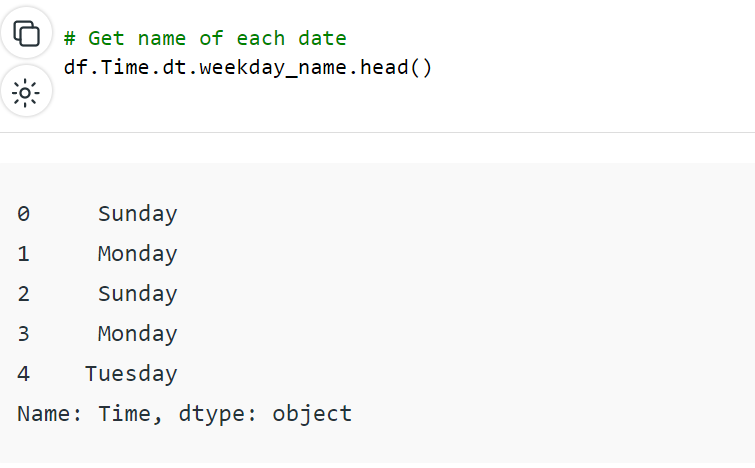 # Get name of each date
df.Time.dt.weekday_name.head()
0     Sunday
1     Monday
2     Sunday
3     Monday
4    Tuesday
Name: Time, dtype: object